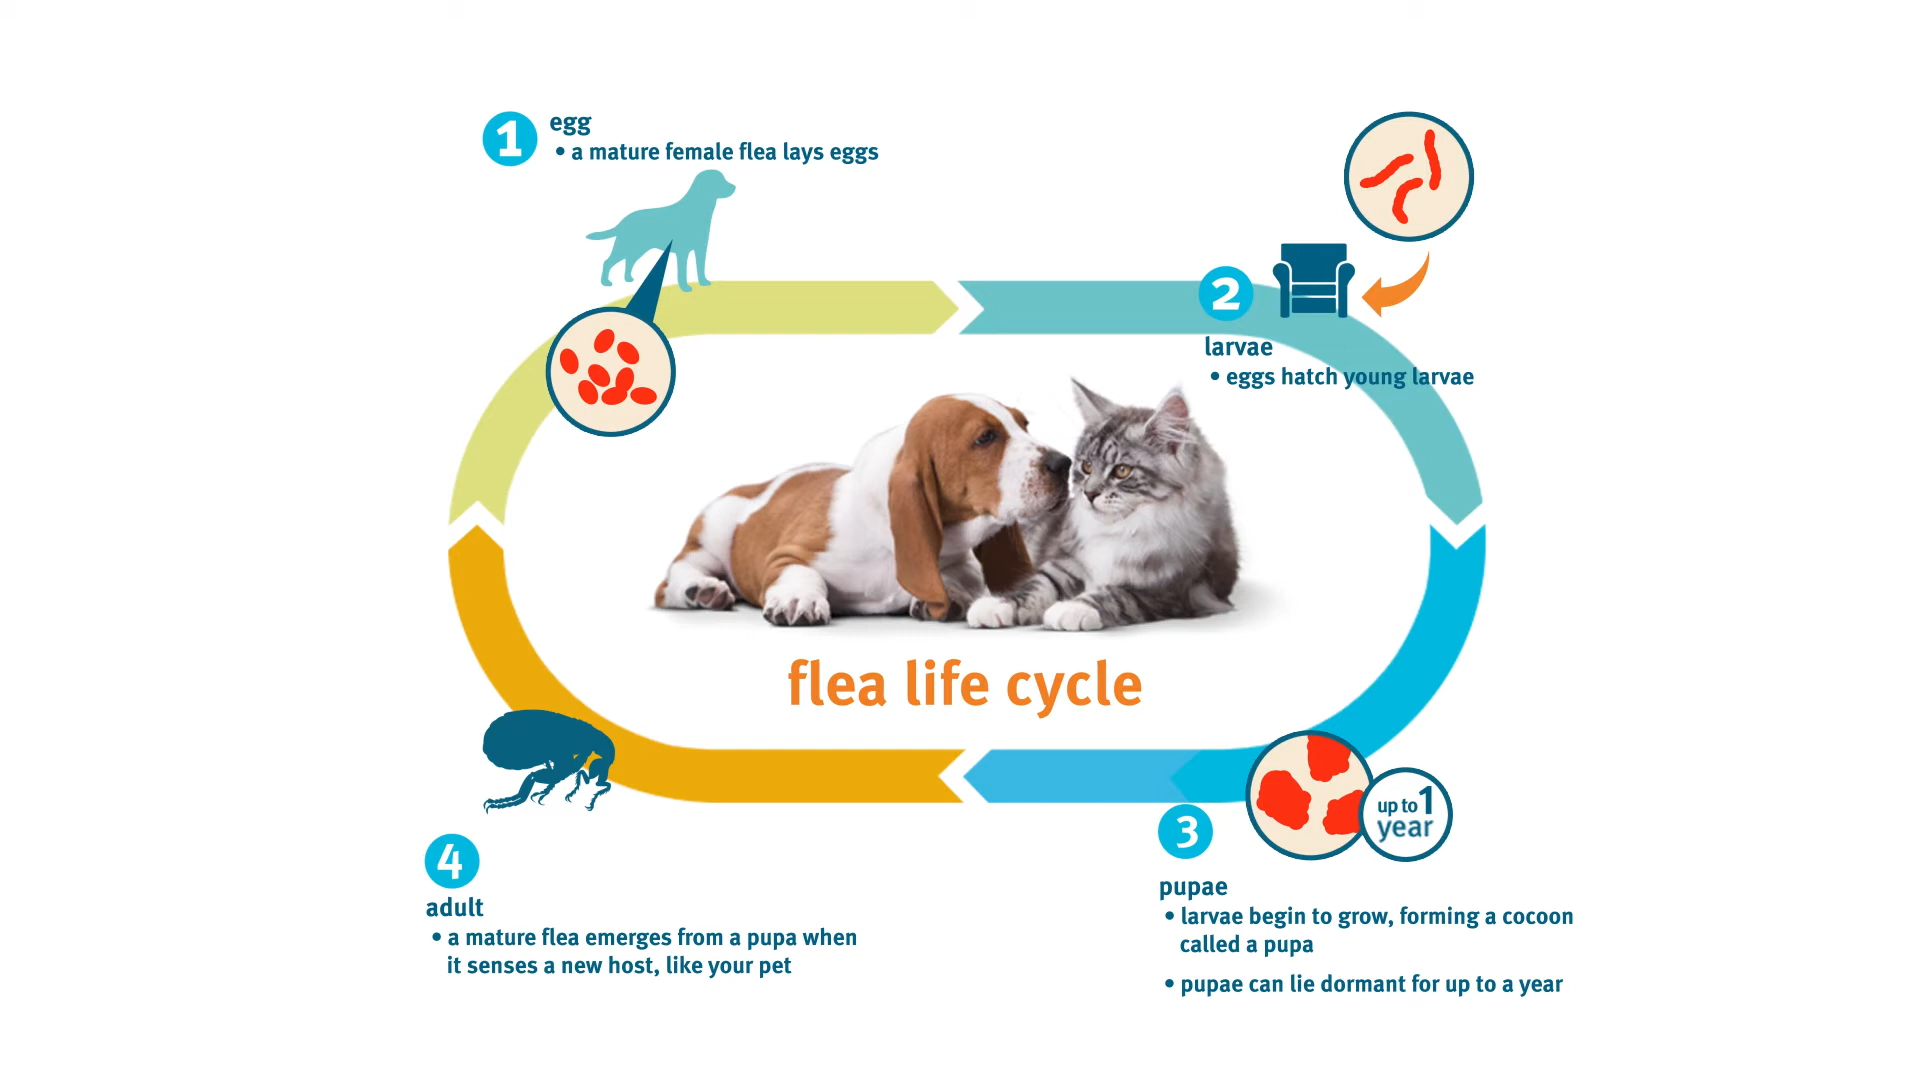 1
egg
• a mature female flea lays eggs
2
larvae
• eggs hatch young larvae
flea life cycle
up to 1
year
3
pupae
• larvae begin to grow, forming a cocoon
called a pupa
• pupae can lie dormant for up to a year
4
adult
• a mature flea emerges from a pupa when
it senses a new host, like your pet